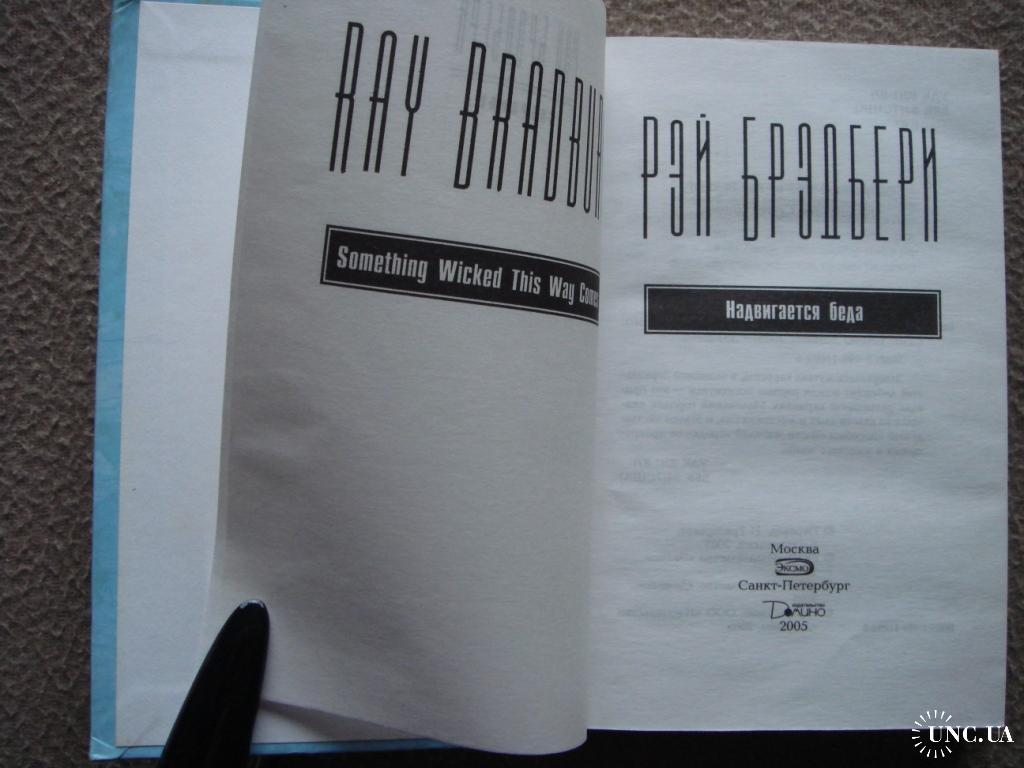 RAY BRADBUR
Something Wicked This Way Comes
РЭЙ БРЭДБЕРИ
Надвигается беда
Москва
ЭКСМО
Санкт-Петербург
издательство
Домино
2005
UNC.UA